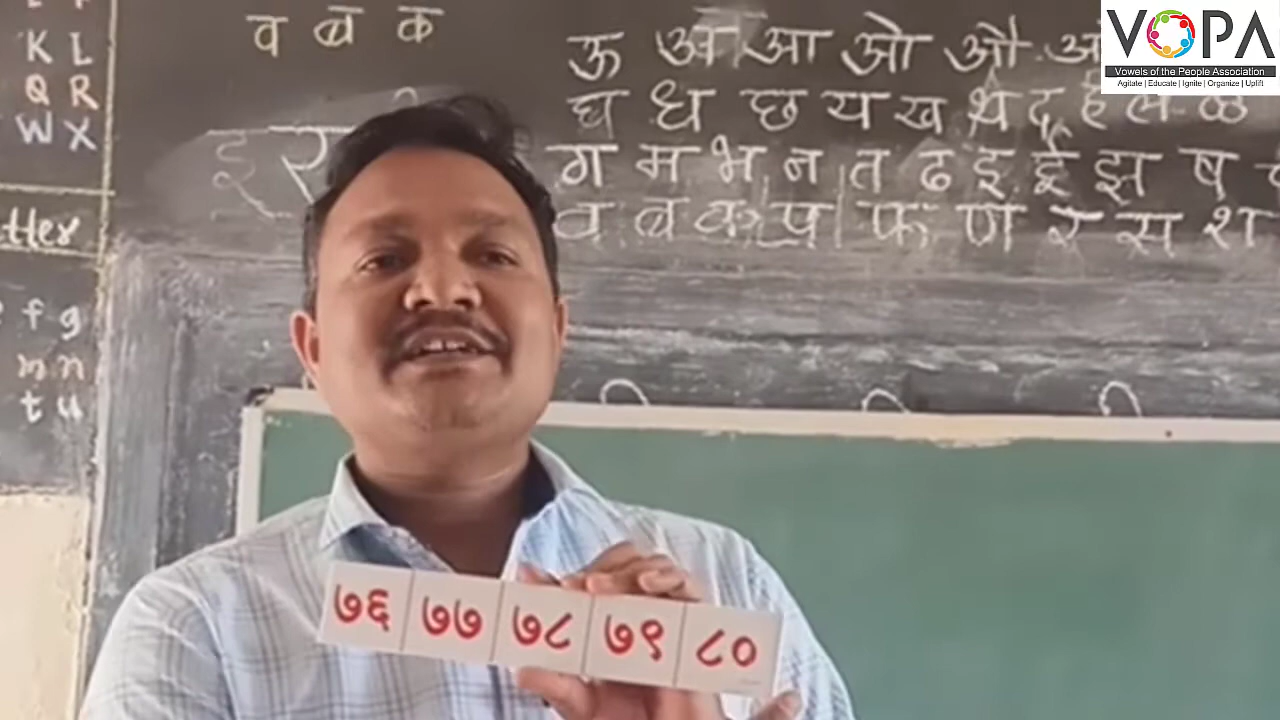 K L
Q R
W X
tter
f g
m n
t u
व ब क
इ र
ऊ अ आ ओ औ अं
घ ध छ य ख थ द ह ल ळ
ग म भ न त ढ इ ई झ ष
व ब क प फ ण र स श
VOPA
Vowels of the People Association
Agitate | Educate | Ignite | Organize | Uplift
७६ ७७ ७८ ७९ ८०